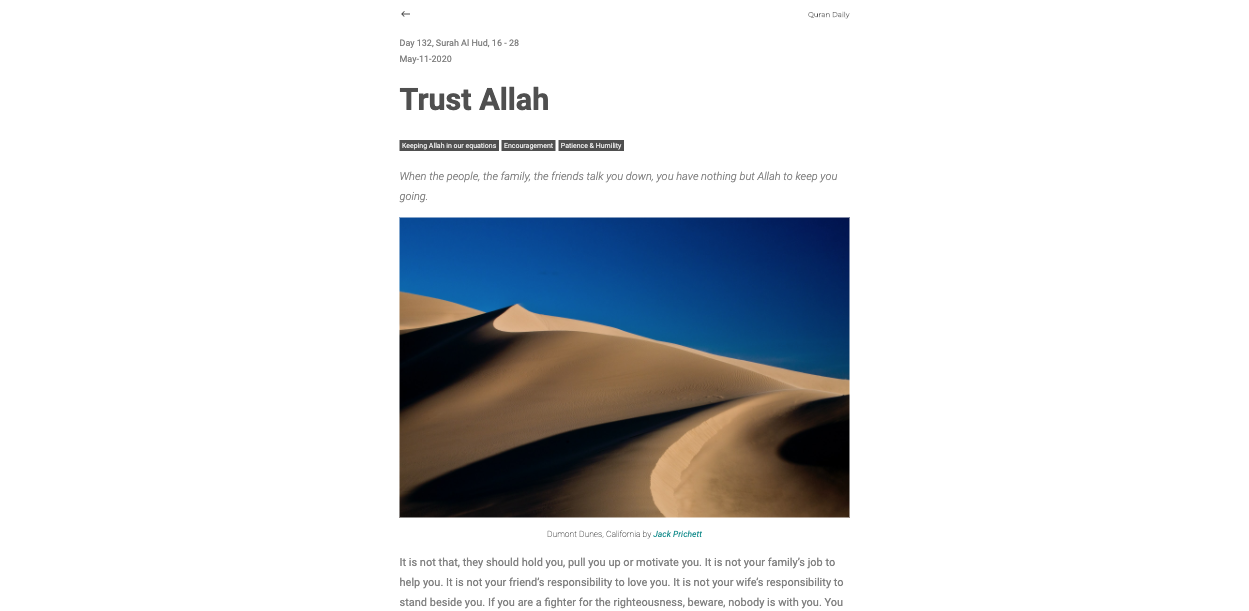 Quran Daily
Day 132, Surah Al Hud, 16 - 28
May-11-2020
Trust Allah
Keeping Allah in our equations Encouragement Patience & Humility
When the people, the family, the friends talk you down, you have nothing but Allah to keep you
going.
Dumont Dunes, California by Jack Prichett
It is not that, they should hold you, pull you up or motivate you. It is not your family's job to
help you. It is not your friend's responsibility to love you. It is not your wife's responsibility to
stand beside you. If you are a fighter for the righteousness, beware, nobody is with you. You